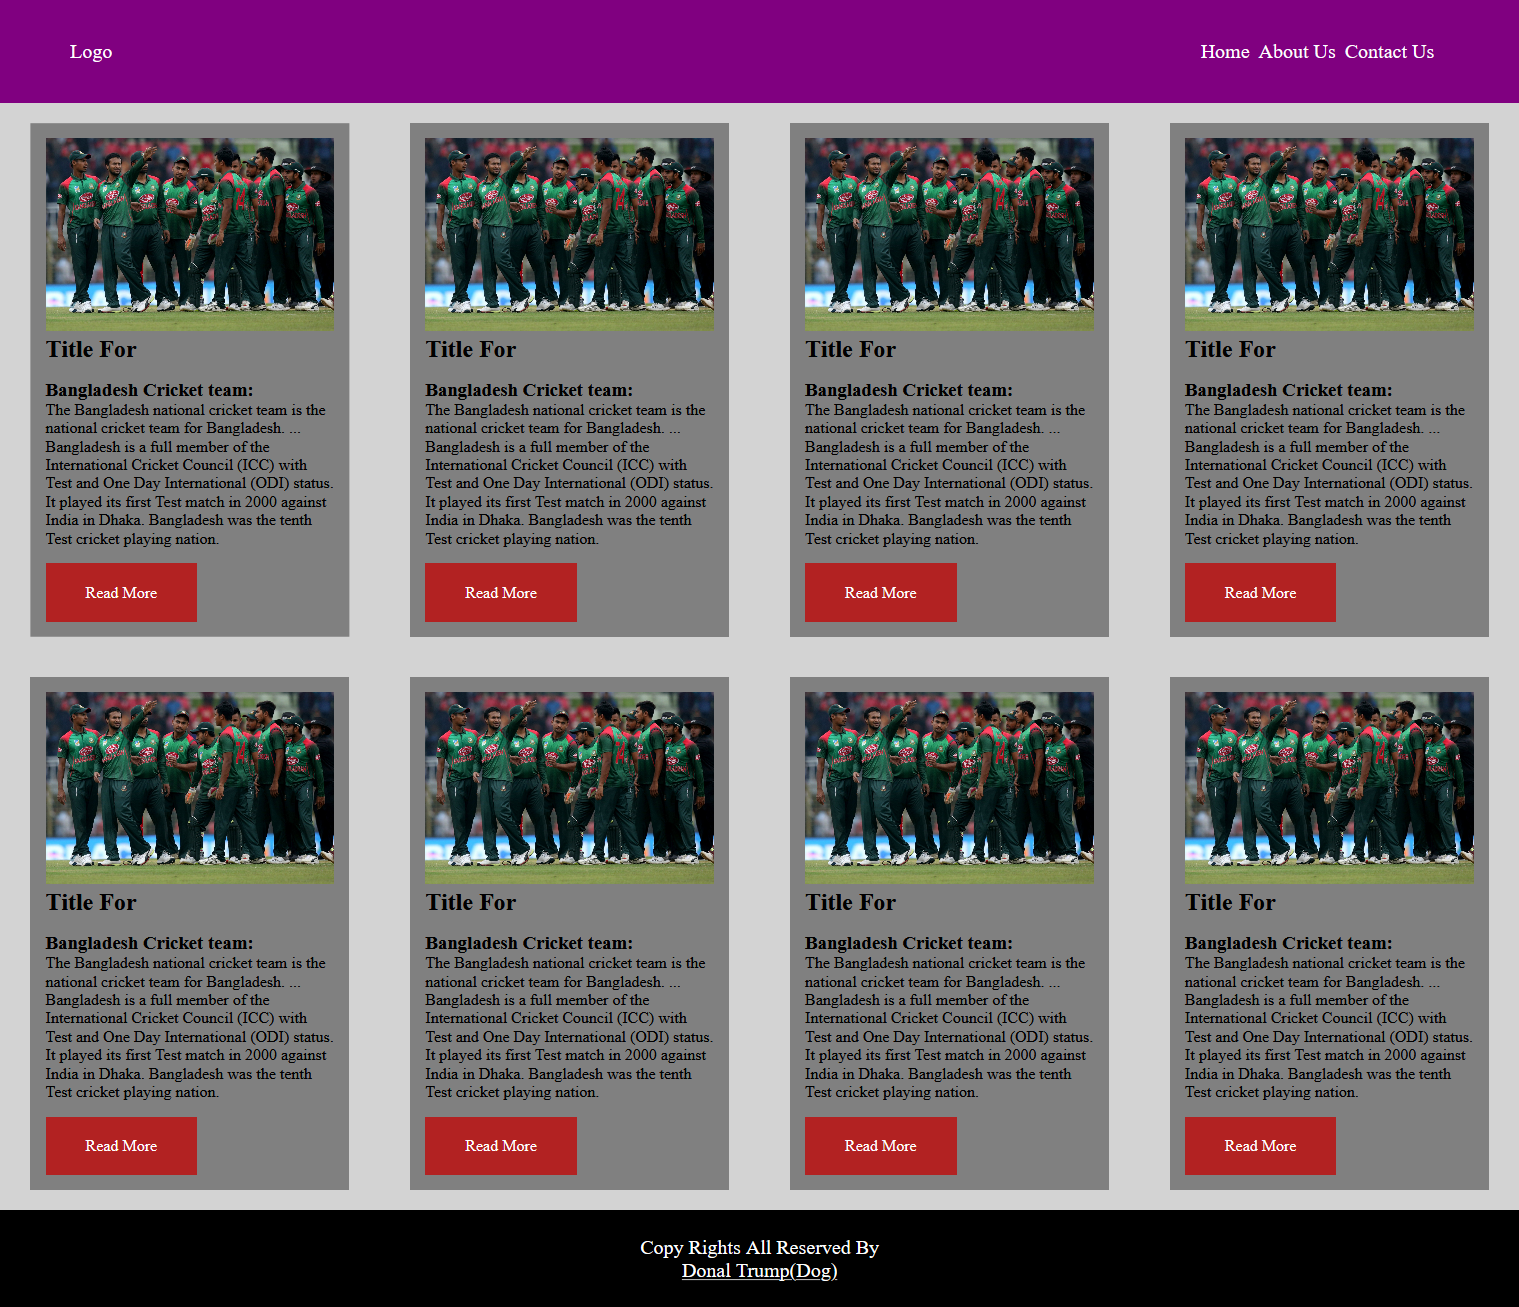 Logo
Home About Us Contact Us
Title For
Bangladesh Cricket team:
The Bangladesh national cricket team is the
national cricket team for Bangladesh. ...
Bangladesh is a full member of the
International Cricket Council (ICC) with
Test and One Day International (ODI) status.
It played its first Test match in 2000 against
India in Dhaka. Bangladesh was the tenth
Test cricket playing nation.
Read More
Title For
Bangladesh Cricket team:
The Bangladesh national cricket team is the
national cricket team for Bangladesh. ...
Bangladesh is a full member of the
International Cricket Council (ICC) with
Test and One Day International (ODI) status.
It played its first Test match in 2000 against
India in Dhaka. Bangladesh was the tenth
Test cricket playing nation.
Read More
Title For
Bangladesh Cricket team:
The Bangladesh national cricket team is the
national cricket team for Bangladesh. ...
Bangladesh is a full member of the
International Cricket Council (ICC) with
Test and One Day International (ODI) status.
It played its first Test match in 2000 against
India in Dhaka. Bangladesh was the tenth
Test cricket playing nation.
Read More
Title For
Bangladesh Cricket team:
The Bangladesh national cricket team is the
national cricket team for Bangladesh. ...
Bangladesh is a full member of the
International Cricket Council (ICC) with
Test and One Day International (ODI) status.
It played its first Test match in 2000 against
India in Dhaka. Bangladesh was the tenth
Test cricket playing nation.
Read More
Title For
Bangladesh Cricket team:
The Bangladesh national cricket team is the
national cricket team for Bangladesh. ...
Bangladesh is a full member of the
International Cricket Council (ICC) with
Test and One Day International (ODI) status.
It played its first Test match in 2000 against
India in Dhaka. Bangladesh was the tenth
Test cricket playing nation.
Read More
Title For
Bangladesh Cricket team:
The Bangladesh national cricket team is the
national cricket team for Bangladesh. ...
Bangladesh is a full member of the
International Cricket Council (ICC) with
Test and One Day International (ODI) status.
It played its first Test match in 2000 against
India in Dhaka. Bangladesh was the tenth
Test cricket playing nation.
Read More
Title For
Bangladesh Cricket team:
The Bangladesh national cricket team is the
national cricket team for Bangladesh. ...
Bangladesh is a full member of the
International Cricket Council (ICC) with
Test and One Day International (ODI) status.
It played its first Test match in 2000 against
India in Dhaka. Bangladesh was the tenth
Test cricket playing nation.
Read More
Title For
Bangladesh Cricket team:
The Bangladesh national cricket team is the
national cricket team for Bangladesh. ...
Bangladesh is a full member of the
International Cricket Council (ICC) with
Test and One Day International (ODI) status.
It played its first Test match in 2000 against
India in Dhaka. Bangladesh was the tenth
Test cricket playing nation.
Read More
Copy Rights All Reserved By
Donal Trump(Dog)